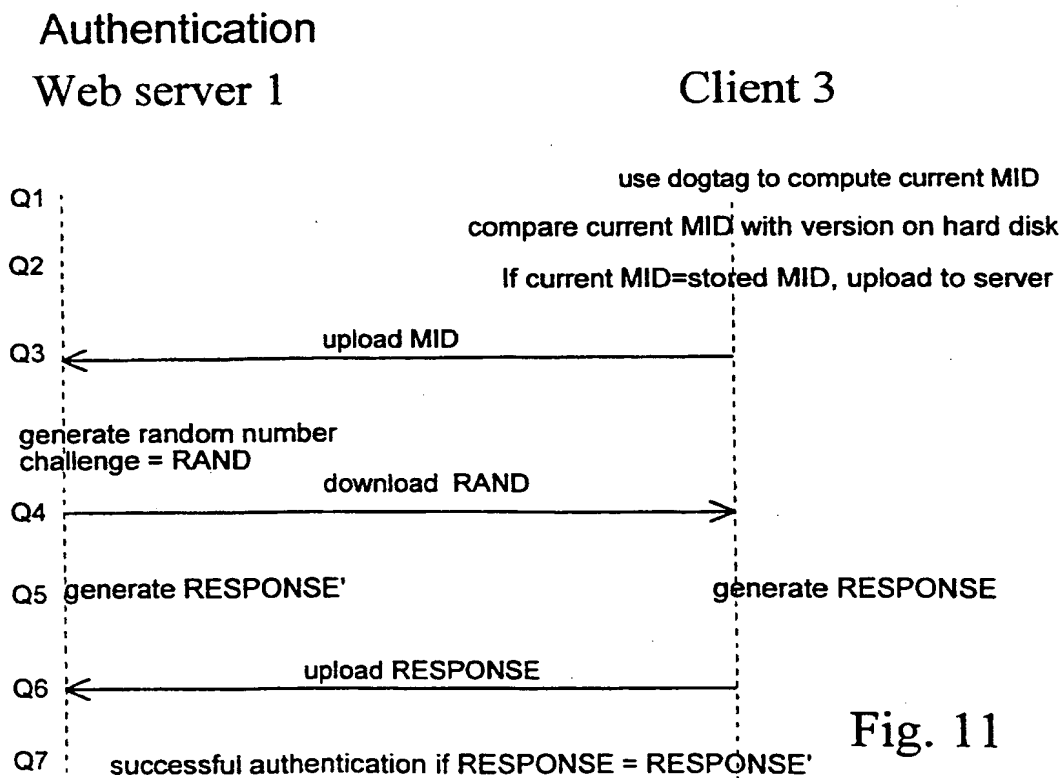 Authentication
Web server 1
Client 3
Q1
use dogtag to compute current MID
compare current MID with version on hard disk
Q2
If current MID=stored MID, upload to server
Q3
upload MID
generate random number
challenge = RAND
download RAND
Q4
Q5
generate RESPONSE'
generate RESPONSE
upload RESPONSE
Q6
Fig. 11
Q7
successful authentication if RESPONSE = RESPONSE'